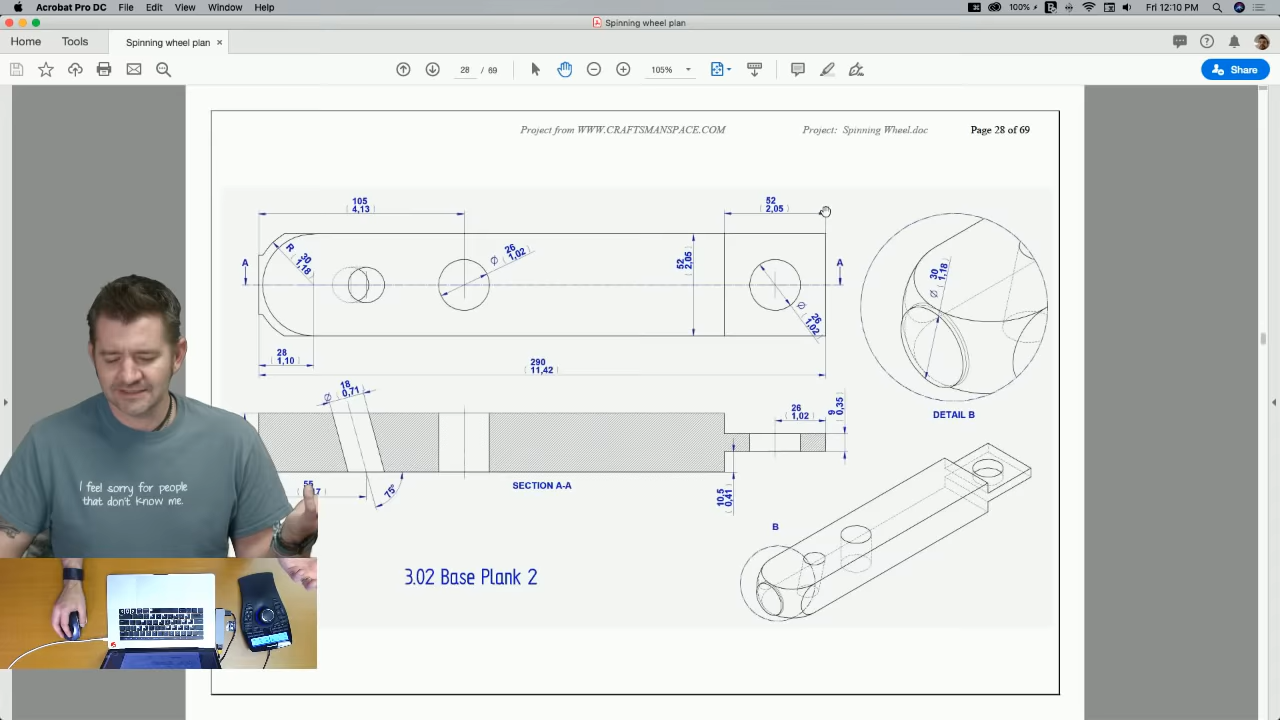 Acrobat Pro DC File Edit View Window Help
100% Fri 12:10 PM
Spinning wheel plan
Home Tools Spinning wheel plan ×
28 / 69 105% Share
Project from WWW.CRAFTSMANSPACE.COM Project: Spinning Wheel.doc Page 28 of 69
105
4,13
52
2,05
A
R 30
1,18
Ø 26
1,02
52
2,05
A
Ø 26
1,02
Ø 30
1,18
28
1,10
290
11,42
Ø 18
0,71
26
1,02
9
0,35
DETAIL B
55
75°
SECTION A-A
10,5
0,41
B
I feel sorry for people
that don't know me.
3.02 Base Plank 2